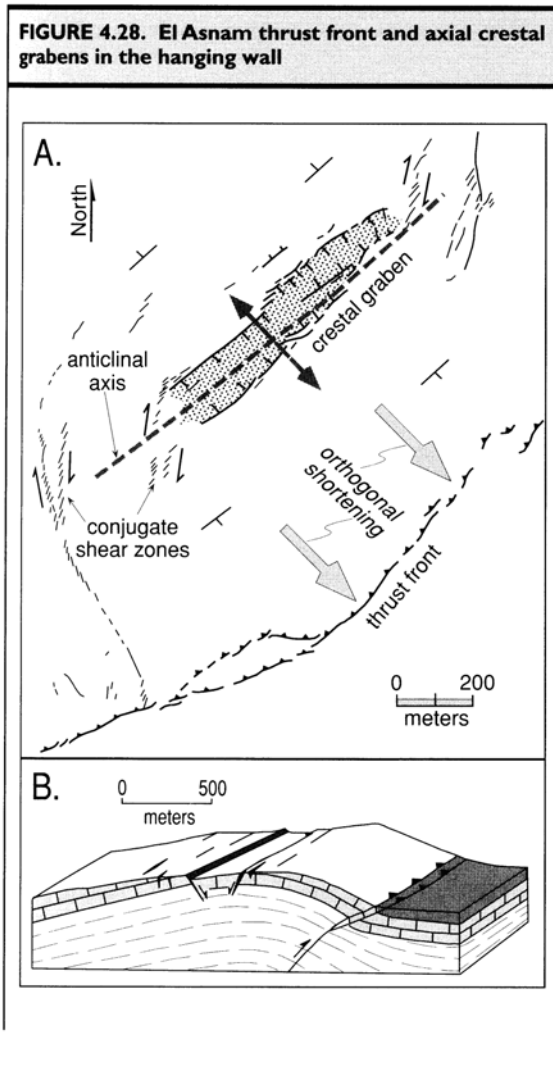 FIGURE 4.28. El Asnam thrust front and axial crestal
grabens in the hanging wall
A.
North
crestal graben
anticlinal
axis
orthogonal
shortening
conjugate
shear zones
thrust front
0 200
meters
B.
0 500
meters